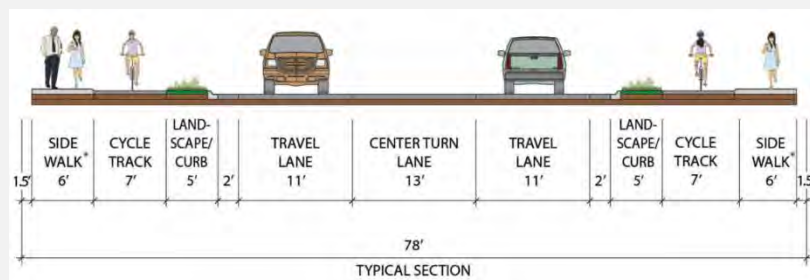 1.5'
SIDE
WALK*
6'
CYCLE
TRACK
7'
LAND-
SCAPE/
CURB
5'
2'
TRAVEL
LANE
11'
CENTER TURN
LANE
13'
TRAVEL
LANE
11'
2'
LAND-
SCAPE/
CURB
5'
CYCLE
TRACK
7'
SIDE
WALK*
6'
1.5'
78'
TYPICAL SECTION